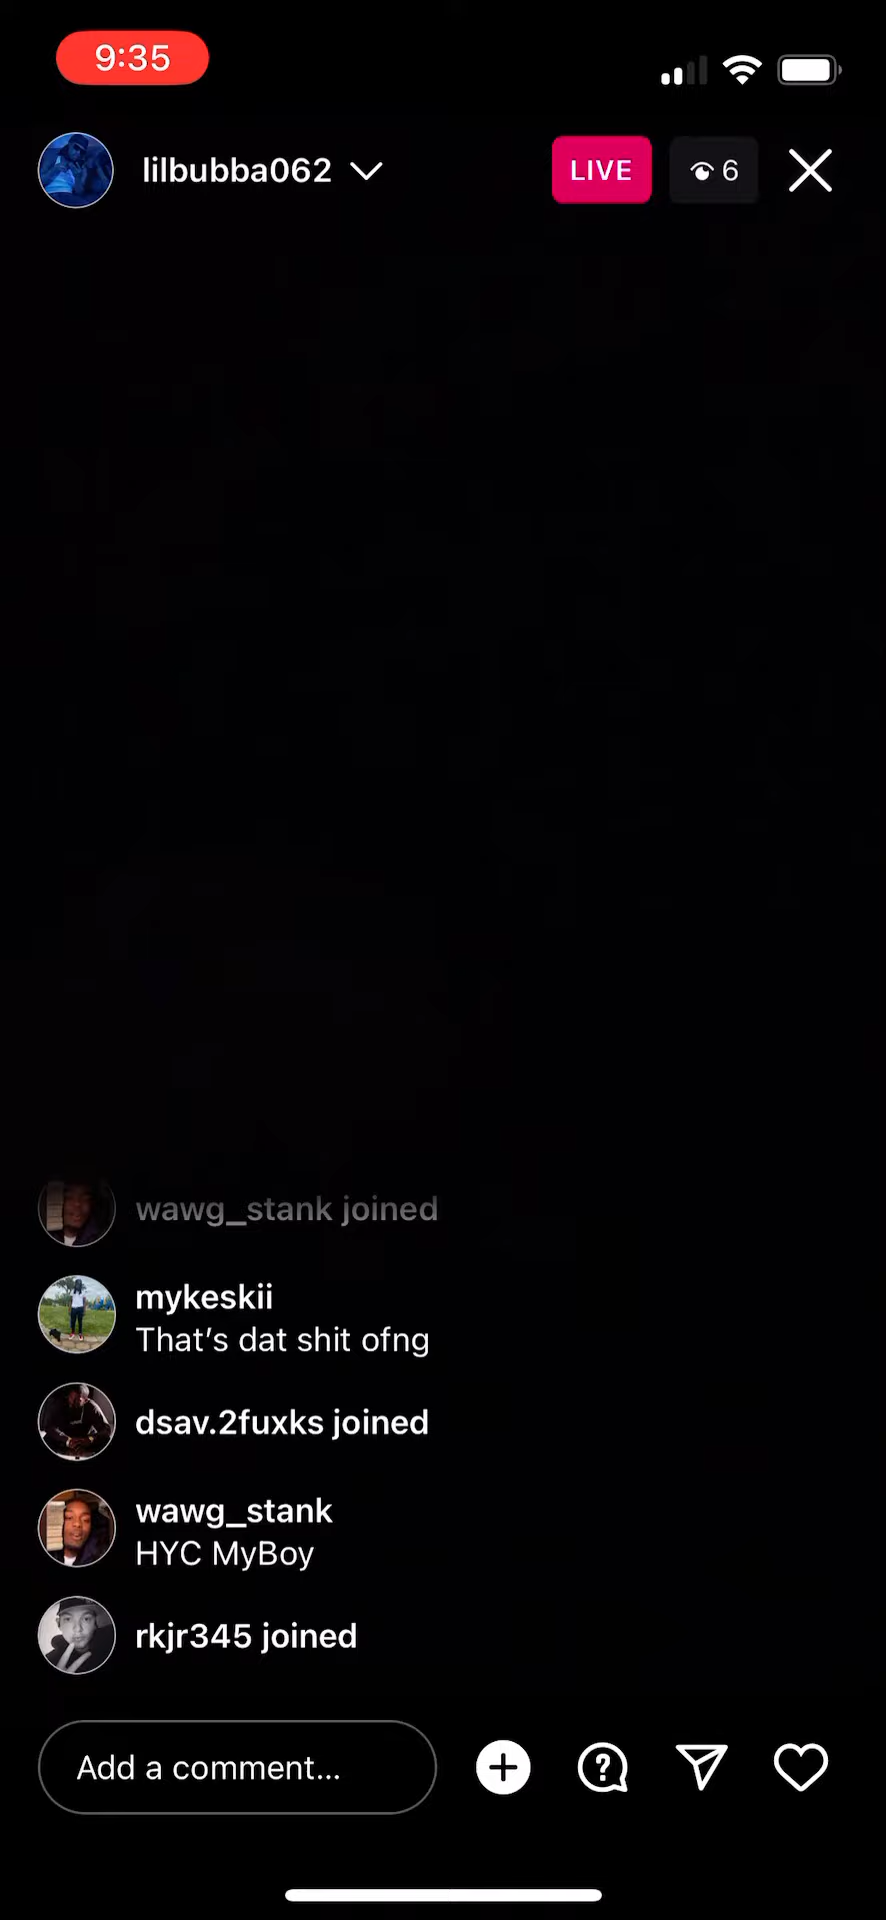 9:35
lilbubba062
LIVE
6
wawg_stank joined
mykeskii
That’s dat shit ofng
dsav.2fuxks joined
wawg_stank
HYC MyBoy
rkjr345 joined
Add a comment...